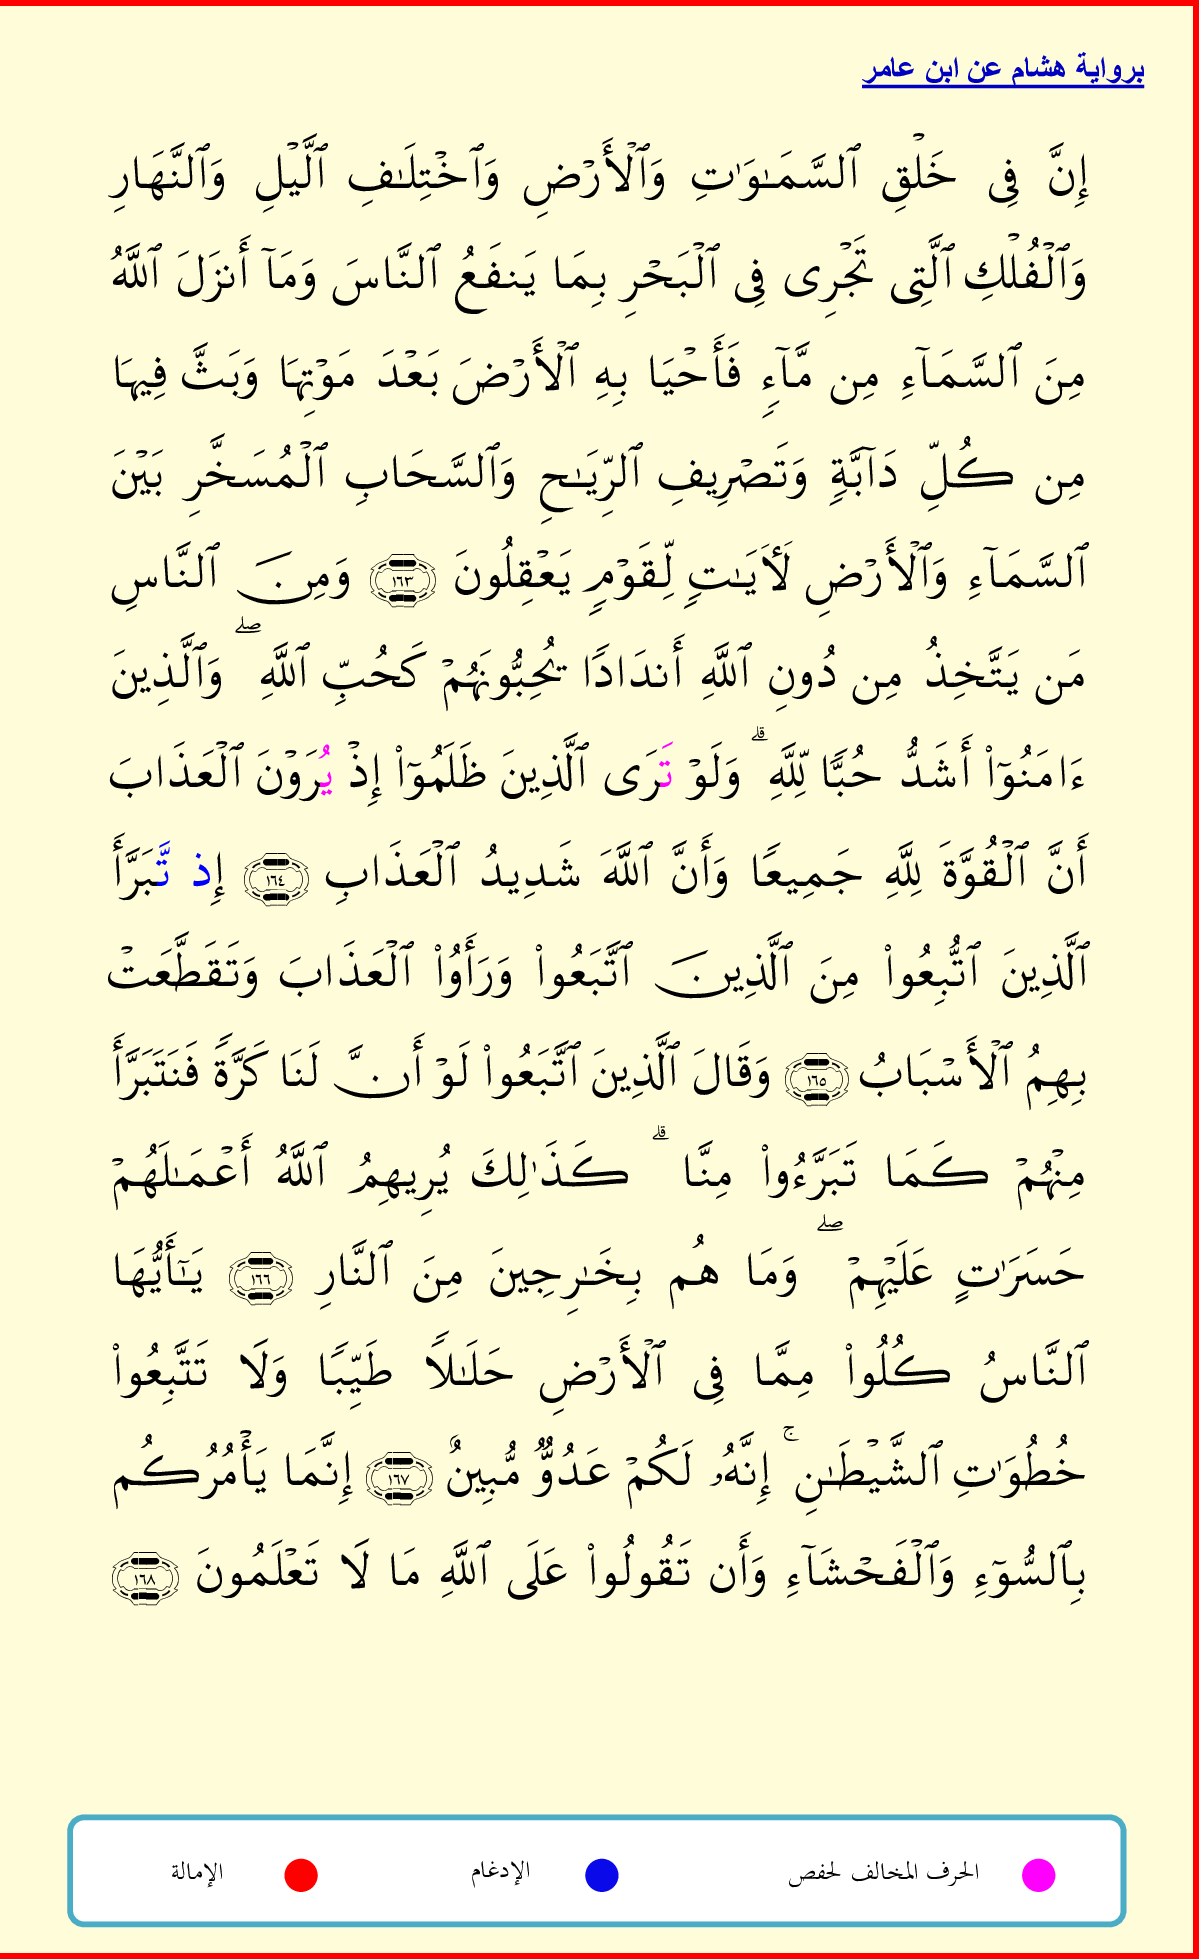 برواية هشام عن ابن عامر
إِنَّ فِى خَلْقِ ٱلسَّمَـٰوَٰتِ وَٱلْأَرْضِ وَٱخْتِلَـٰفِ ٱلَّيْلِ وَٱلنَّهَارِ
وَٱلْفُلْكِ ٱلَّتِى تَجْرِى فِى ٱلْبَحْرِ بِمَا يَنفَعُ ٱلنَّاسَ وَمَآ أَنزَلَ ٱللَّهُ
مِنَ ٱلسَّمَآءِ مِن مَّآءٍ فَأَحْيَا بِهِ ٱلْأَرْضَ بَعْدَ مَوْتِهَا وَبَثَّ فِيهَا
مِن كُلِّ دَآبَّةٍ وَتَصْرِيفِ ٱلرِّيَـٰحِ وَٱلسَّحَابِ ٱلْمُسَخَّرِ بَيْنَ
ٱلسَّمَآءِ وَٱلْأَرْضِ لَأَيَـٰتٍ لِّقَوْمٍ يَعْقِلُونَ ١٦٣ وَمِنَ ٱلنَّاسِ
مَن يَتَّخِذُ مِن دُونِ ٱللَّهِ أَندَادًا يُحِبُّونَهُمْ كَحُبِّ ٱللَّهِ ۖ وَٱلَّذِينَ
ءَامَنُوٓا۟ أَشَدُّ حُبًّا لِّلَّهِ ۗ وَلَوْ تَرَى ٱلَّذِينَ ظَلَمُوٓا۟ إِذْ يُرَوْنَ ٱلْعَذَابَ
أَنَّ ٱلْقُوَّةَ لِلَّهِ جَمِيعًا وَأَنَّ ٱللَّهَ شَدِيدُ ٱلْعَذَابِ ١٦٤ إِذ تَّبَرَّأَ
ٱلَّذِينَ ٱتُّبِعُوا۟ مِنَ ٱلَّذِينَ ٱتَّبَعُوا۟ وَرَأَوُا۟ ٱلْعَذَابَ وَتَقَطَّعَتْ
بِهِمُ ٱلْأَسْبَابُ ١٦٥ وَقَالَ ٱلَّذِينَ ٱتَّبَعُوا۟ لَوْ أَنَّ لَنَا كَرَّةً فَنَتَبَرَّأَ
مِنْهُمْ كَمَا تَبَرَّءُوا۟ مِنَّا ۗ كَذَٰلِكَ يُرِيهِمُ ٱللَّهُ أَعْمَـٰلَهُمْ
حَسَرَٰتٍ عَلَيْهِمْ ۖ وَمَا هُم بِخَـٰرِجِينَ مِنَ ٱلنَّارِ ١٦٦ يَـٰٓأَيُّهَا
ٱلنَّاسُ كُلُوا۟ مِمَّا فِى ٱلْأَرْضِ حَلَـٰلًا طَيِّبًا وَلَا تَتَّبِعُوا۟
خُطُوَٰتِ ٱلشَّيْطَـٰنِ ۚ إِنَّهُۥ لَكُمْ عَدُوٌّ مُّبِينٌ ١٦٧ إِنَّمَا يَأْمُرُكُم
بِٱلسُّوٓءِ وَٱلْفَحْشَآءِ وَأَن تَقُولُوا۟ عَلَى ٱللَّهِ مَا لَا تَعْلَمُونَ ١٦٨
الحرف المخالف لحفص الإدغام الإمالة